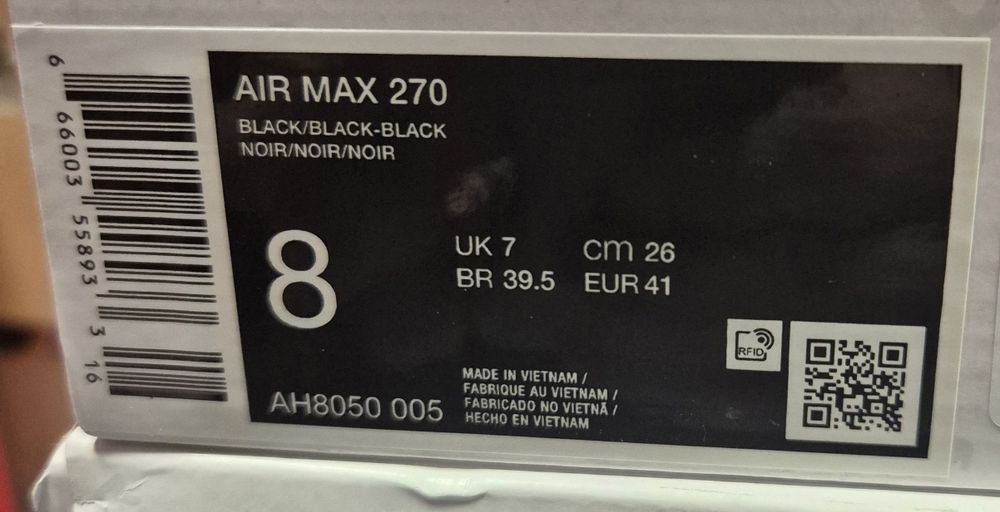 6 66003 55893 3 16
AIR MAX 270
BLACK/BLACK-BLACK
NOIR/NOIR/NOIR
8
UK 7 cm 26
BR 39.5 EUR 41
RFID
AH8050 005
MADE IN VIETNAM /
FABRIQUE AU VIETNAM /
FABRICADO NO VIETNÃ /
HECHO EN VIETNAM